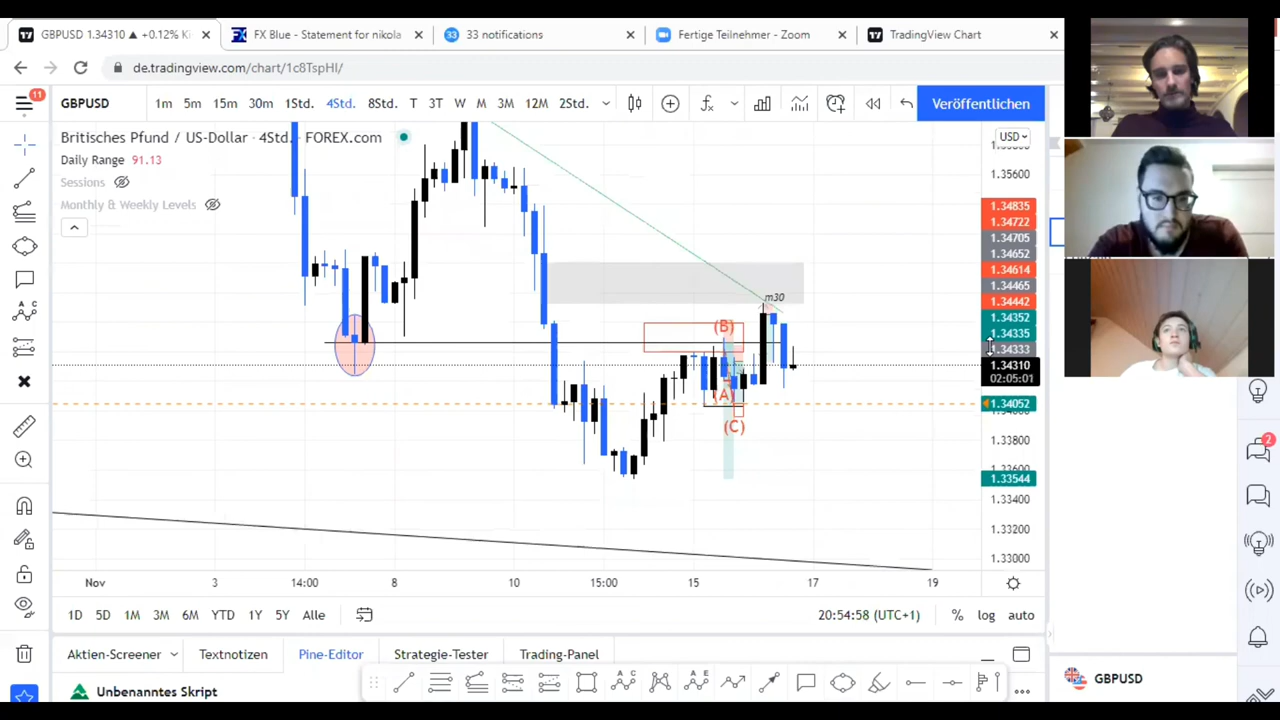 GBPUSD 1.34310 ▲ +0.12% K
FX Blue - Statement for nikola
33 33 notifications
Fertige Teilnehmer - Zoom
TradingView Chart
de.tradingview.com/chart/1c8TspHI/
11
GBPUSD 1m 5m 15m 30m 1Std. 4Std. 8Std. T 3T W M 3M 12M 2Std. Veröffentlichen
Britisches Pfund / US-Dollar · 4Std. · FOREX.com
USD
Daily Range 91.13
1.35600
Sessions
Monthly & Weekly Levels
1.34835
1.34722
1.34705
1.34652
1.34614
1.34465
m30
1.34442
1.34352
(B)
1.34335
1.34333
1.34310
02:05:01
(A)
1.34052
(C)
2
1.33800
1.33544
1.33400
1.33200
1.33000
Nov 3 14:00 8 10 15:00 15 17 19
1D 5D 1M 3M 6M YTD 1Y 5Y Alle 20:54:58 (UTC+1) % log auto
Aktien-Screener Textnotizen Pine-Editor Strategie-Tester Trading-Panel
GBPUSD
Unbenanntes Skript